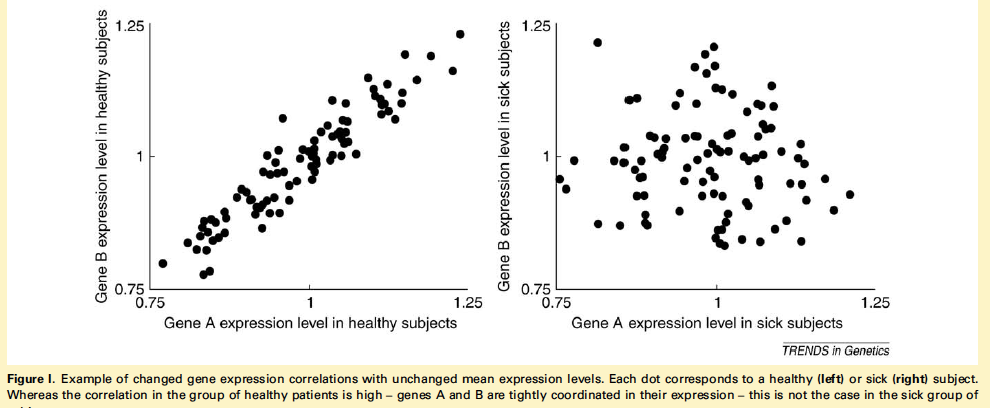 1.25
1
0.75
Gene B expression level in healthy subjects
0.75
1
1.25
Gene A expression level in healthy subjects
1.25
1
0.75
Gene B expression level in sick subjects
0.75
1
1.25
Gene A expression level in sick subjects
TRENDS in Genetics
Figure I. Example of changed gene expression correlations with unchanged mean expression levels. Each dot corresponds to a healthy (left) or sick (right) subject.
Whereas the correlation in the group of healthy patients is high – genes A and B are tightly coordinated in their expression – this is not the case in the sick group of